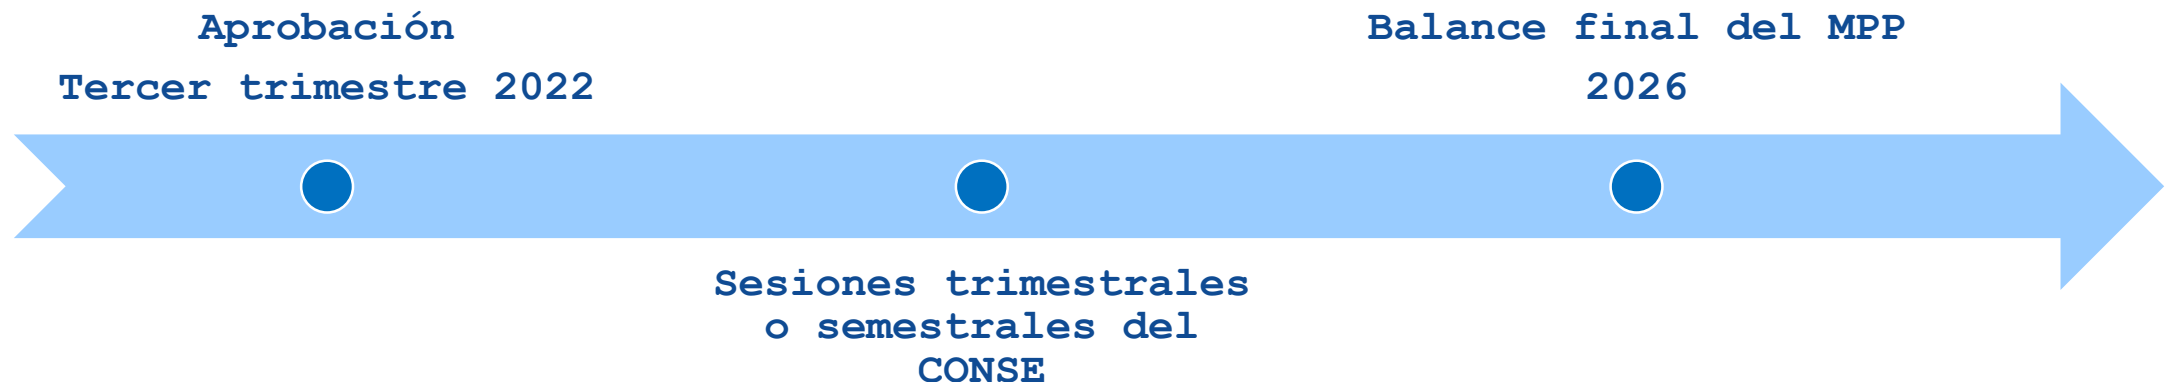 Aprobación
Tercer trimestre 2022
Sesiones trimestrales
o semestrales del
CONSE
Balance final del MPP
2026